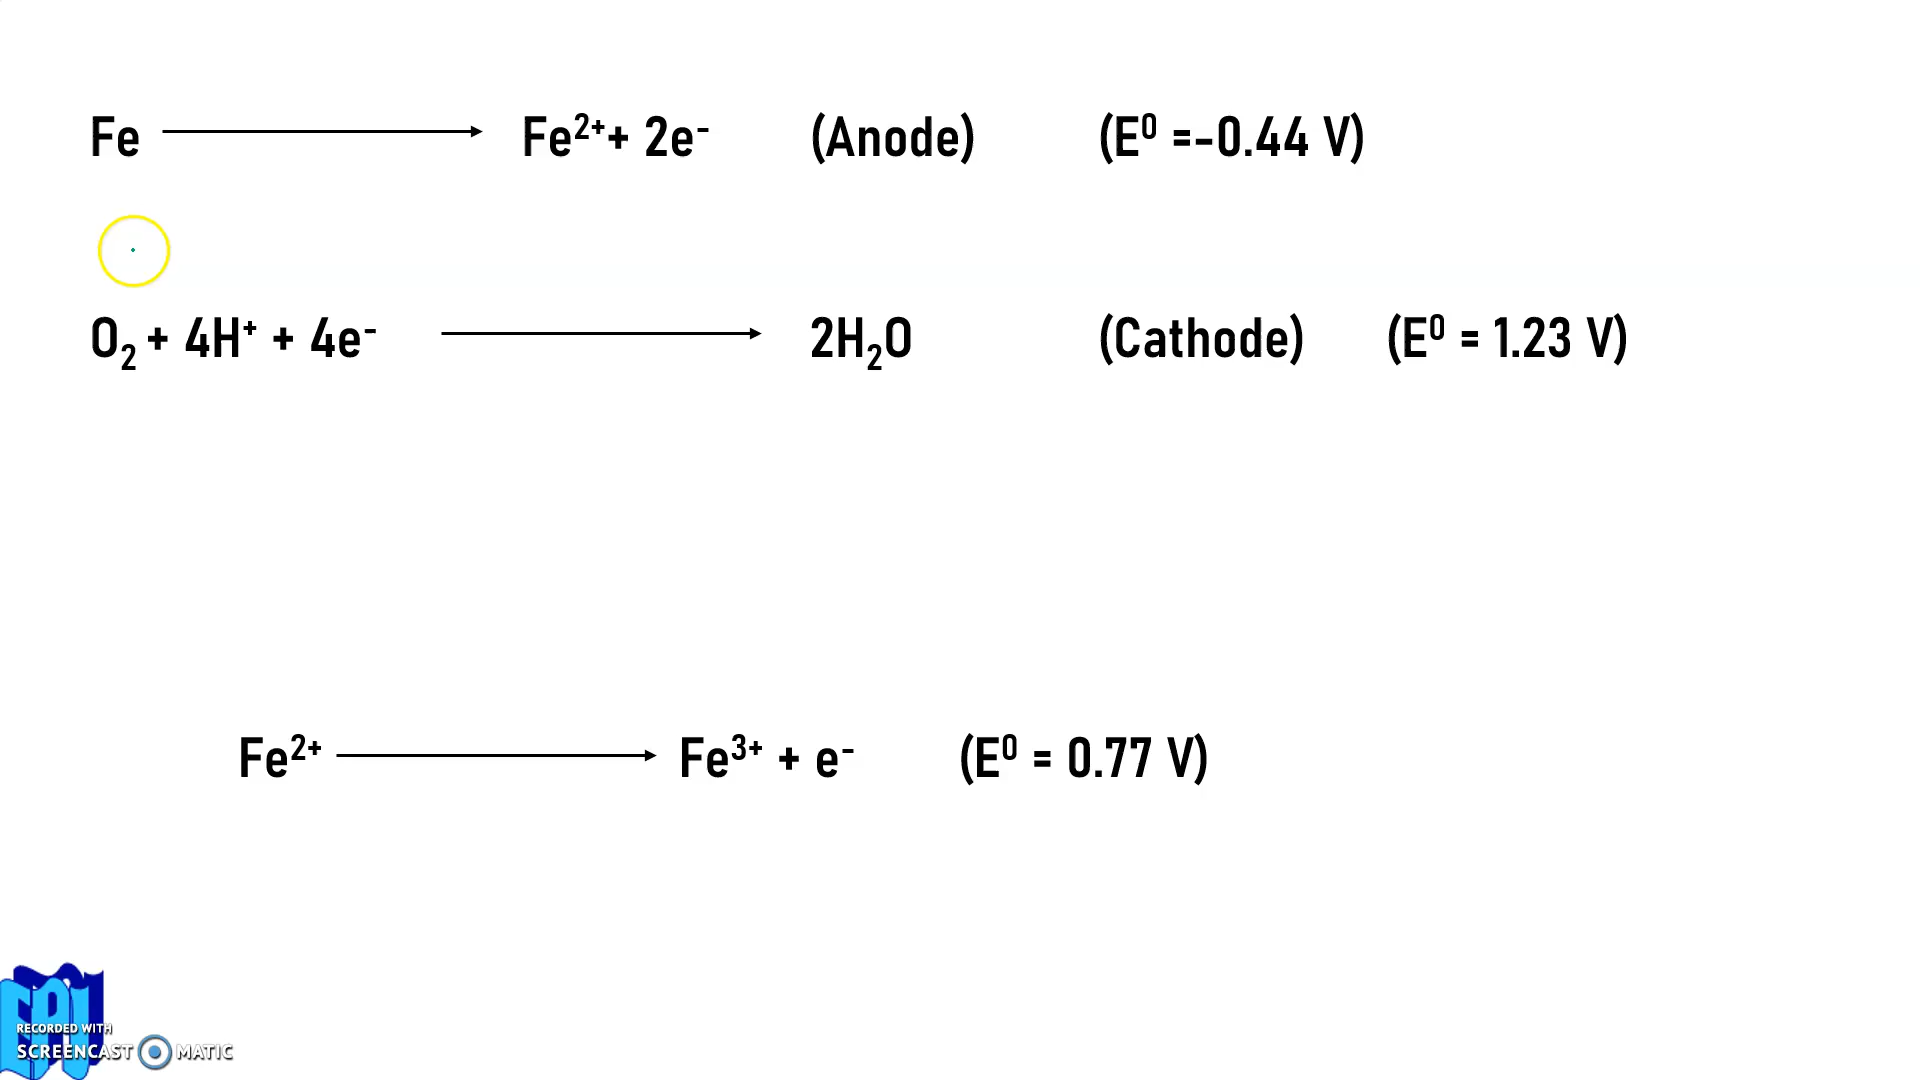 Fe ⟶ Fe²⁺+ 2e⁻ (Anode) (E⁰ =-0.44 V)
O₂ + 4H⁺ + 4e⁻ ⟶ 2H₂O (Cathode) (E⁰ = 1.23 V)
Fe²⁺ ⟶ Fe³⁺ + e⁻ (E⁰ = 0.77 V)
RECORDED WITH
SCREENCAST MATIC